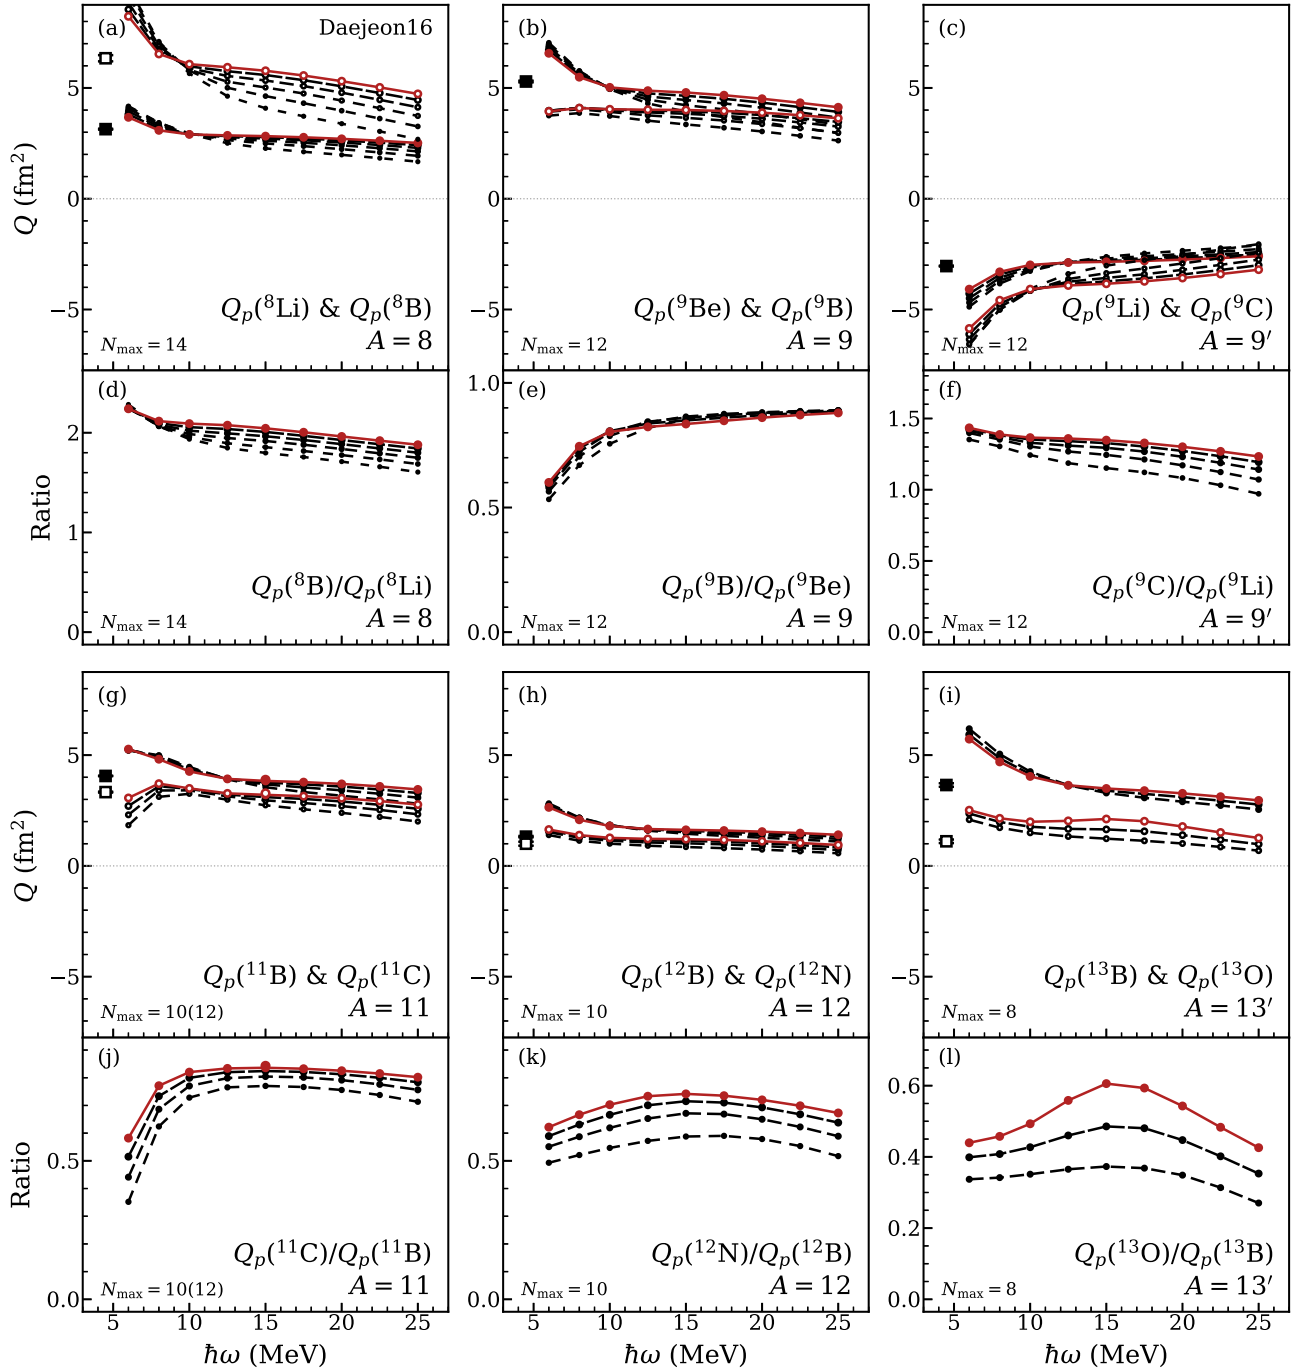 (a) Daejeon16
5
0
−5
Q (fm²)
Qₚ(⁸Li) & Qₚ(⁸B)
A = 8
Nmax = 14
(b)
Qₚ(⁹Be) & Qₚ(⁹B)
A = 9
Nmax = 12
(c)
Qₚ(⁹Li) & Qₚ(⁹C)
A = 9′
Nmax = 12
(d)
2
1
0
Ratio
Qₚ(⁸B)/Qₚ(⁸Li)
A = 8
Nmax = 14
(e)
1.0
0.5
0.0
Qₚ(⁹B)/Qₚ(⁹Be)
A = 9
Nmax = 12
(f)
1.5
1.0
0.5
0.0
Qₚ(⁹C)/Qₚ(⁹Li)
A = 9′
Nmax = 12
(g)
5
0
−5
Q (fm²)
Qₚ(¹¹B) & Qₚ(¹¹C)
A = 11
Nmax = 10(12)
(h)
5
0
−5
Qₚ(¹²B) & Qₚ(¹²N)
A = 12
Nmax = 10
(i)
5
0
−5
Qₚ(¹³B) & Qₚ(¹³O)
A = 13′
Nmax = 8
(j)
0.5
0.0
Ratio
Qₚ(¹¹C)/Qₚ(¹¹B)
A = 11
Nmax = 10(12)
5 10 15 20 25
ħω (MeV)
(k)
0.5
0.0
Qₚ(¹²N)/Qₚ(¹²B)
A = 12
Nmax = 10
5 10 15 20 25
ħω (MeV)
(l)
0.6
0.4
0.2
0.0
Qₚ(¹³O)/Qₚ(¹³B)
A = 13′
Nmax = 8
5 10 15 20 25
ħω (MeV)